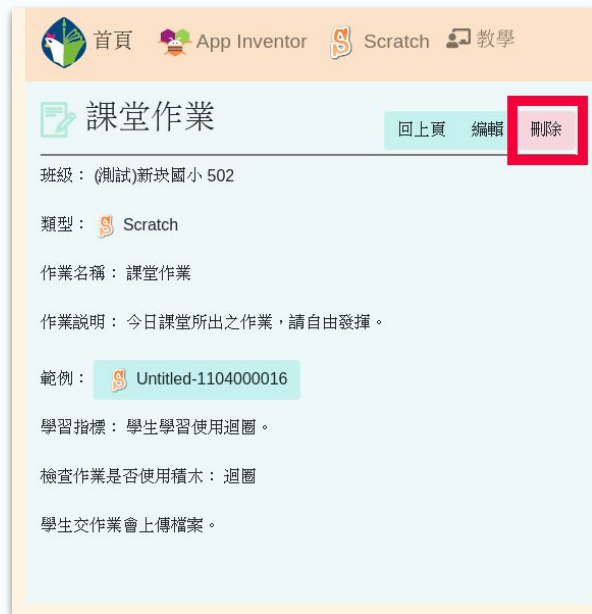 首頁 App Inventor Scratch 教學
課堂作業
回上頁 編輯 刪除
班級： (測試)新埉國小 502
類型： Scratch
作業名稱： 課堂作業
作業説明： 今日課堂所出之作業，請自由發揮。
範例： Untitled-1104000016
學習指標： 學生學習使用迴圈。
檢查作業是否使用積木： 迴圈
學生交作業會上傳檔案。